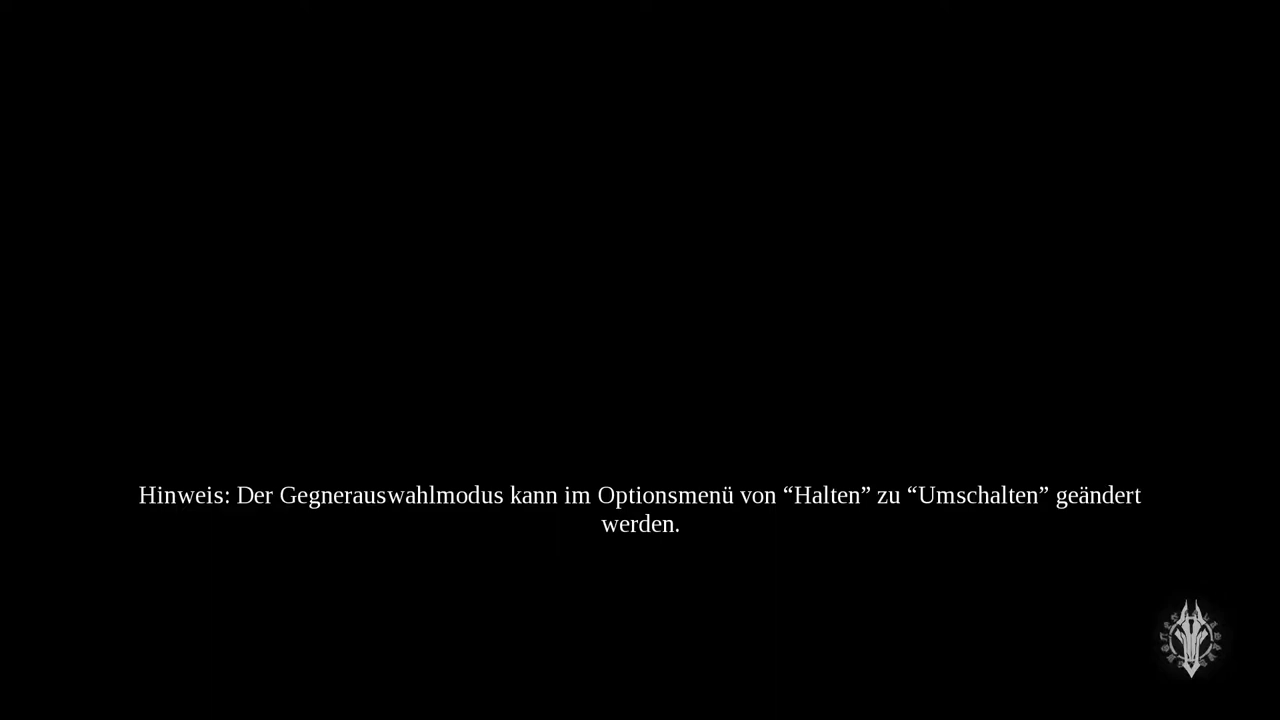 Hinweis: Der Gegnerauswahlmodus kann im Optionsmenü von “Halten” zu “Umschalten” geändert
werden.